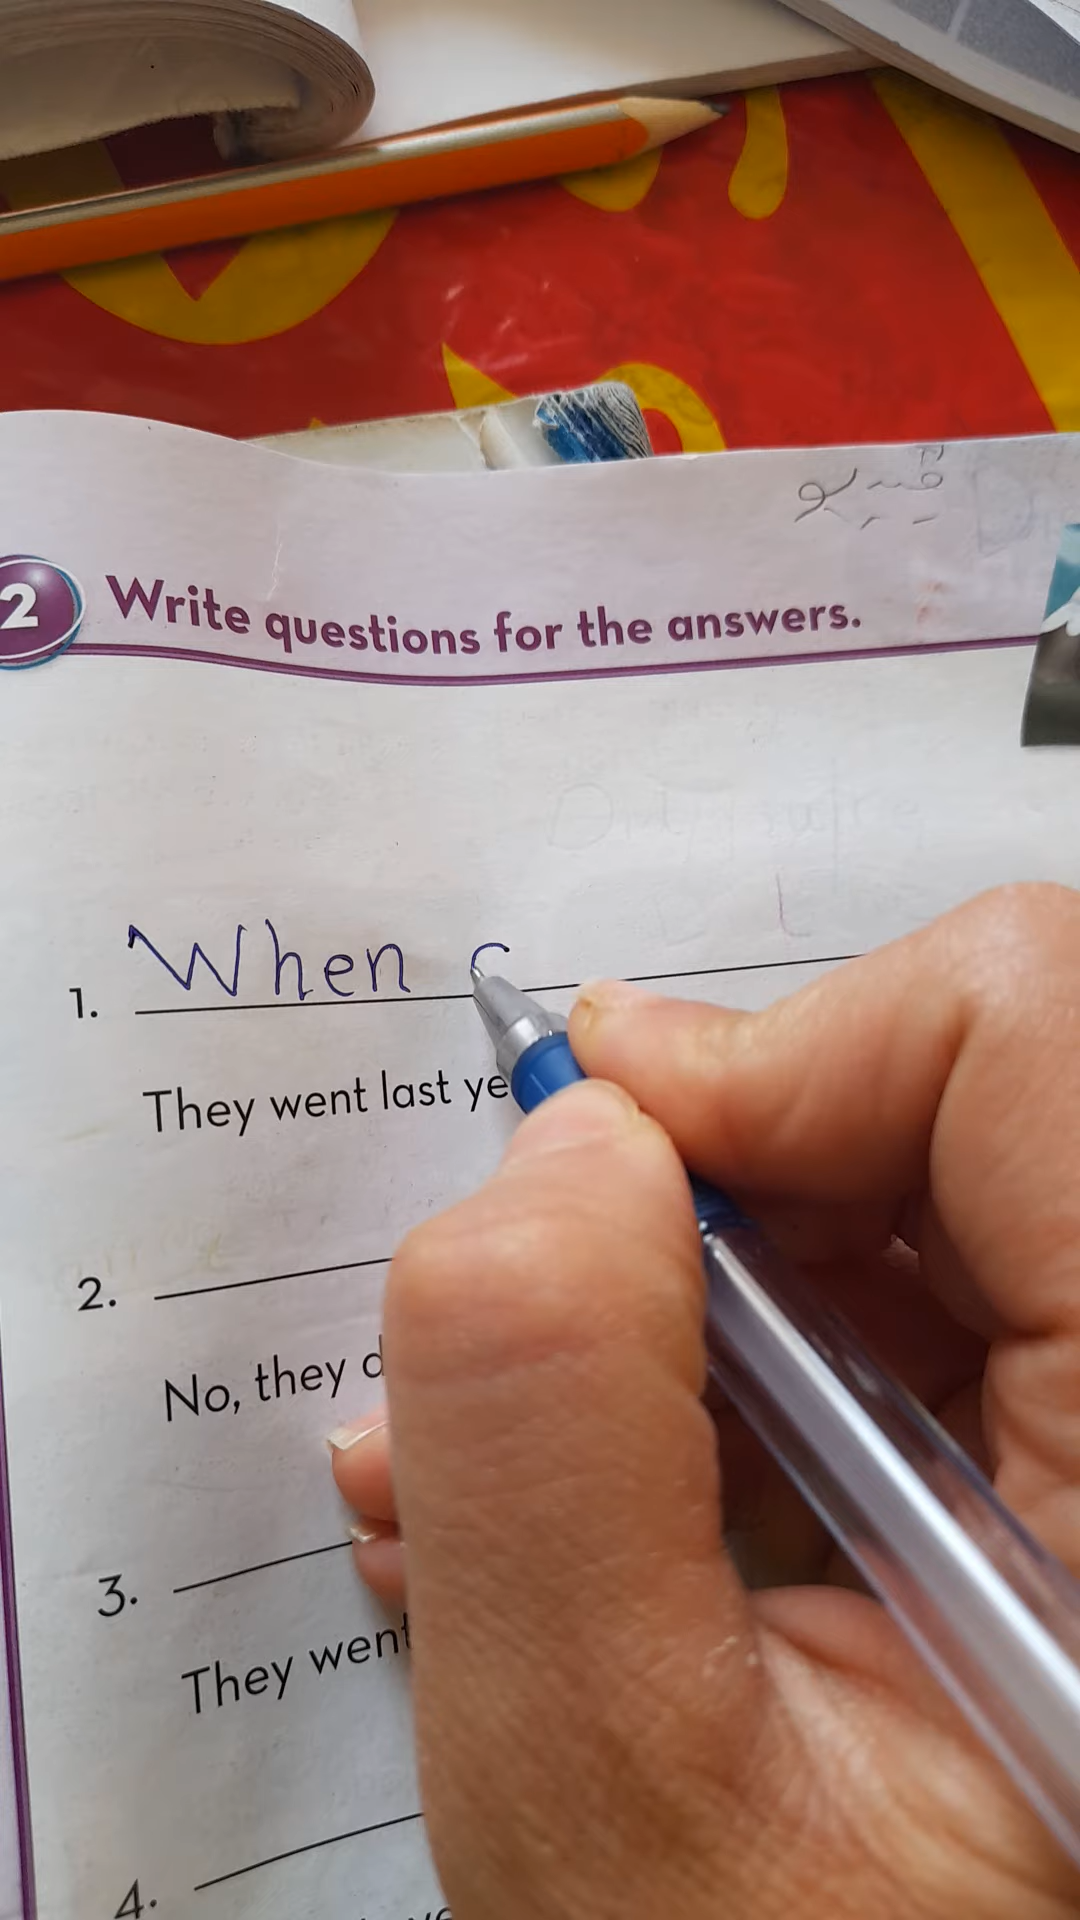 2 Write questions for the answers.
1. When
They went last ye
2.
No, they d
3.
They went
4.